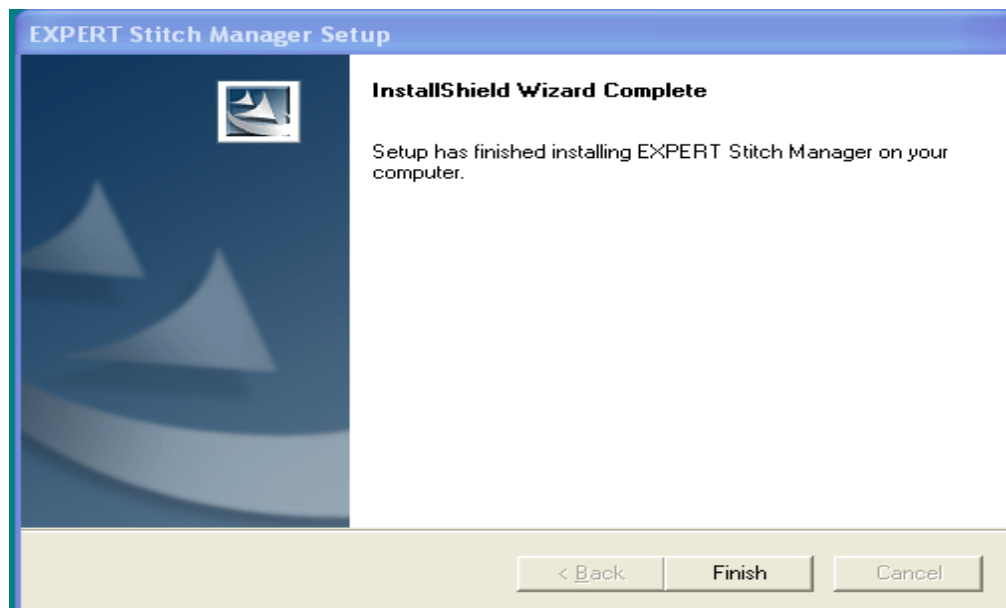 EXPERT Stitch Manager Setup
InstallShield Wizard Complete
Setup has finished installing EXPERT Stitch Manager on your
computer.
< Back
Finish
Cancel